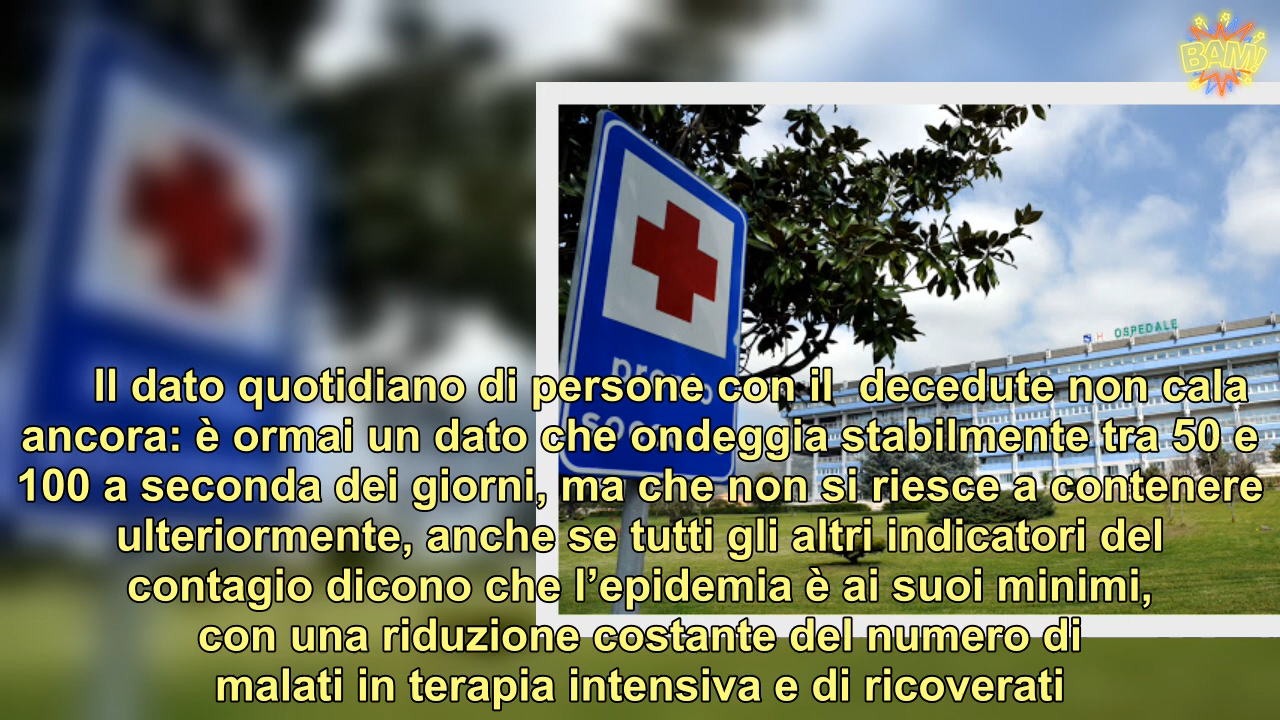 BAM!
H OSPEDALE
Il dato quotidiano di persone con il  decedute non cala
ancora: è ormai un dato che ondeggia stabilmente tra 50 e
100 a seconda dei giorni, ma che non si riesce a contenere
ulteriormente, anche se tutti gli altri indicatori del
contagio dicono che l’epidemia è ai suoi minimi,
con una riduzione costante del numero di
malati in terapia intensiva e di ricoverati